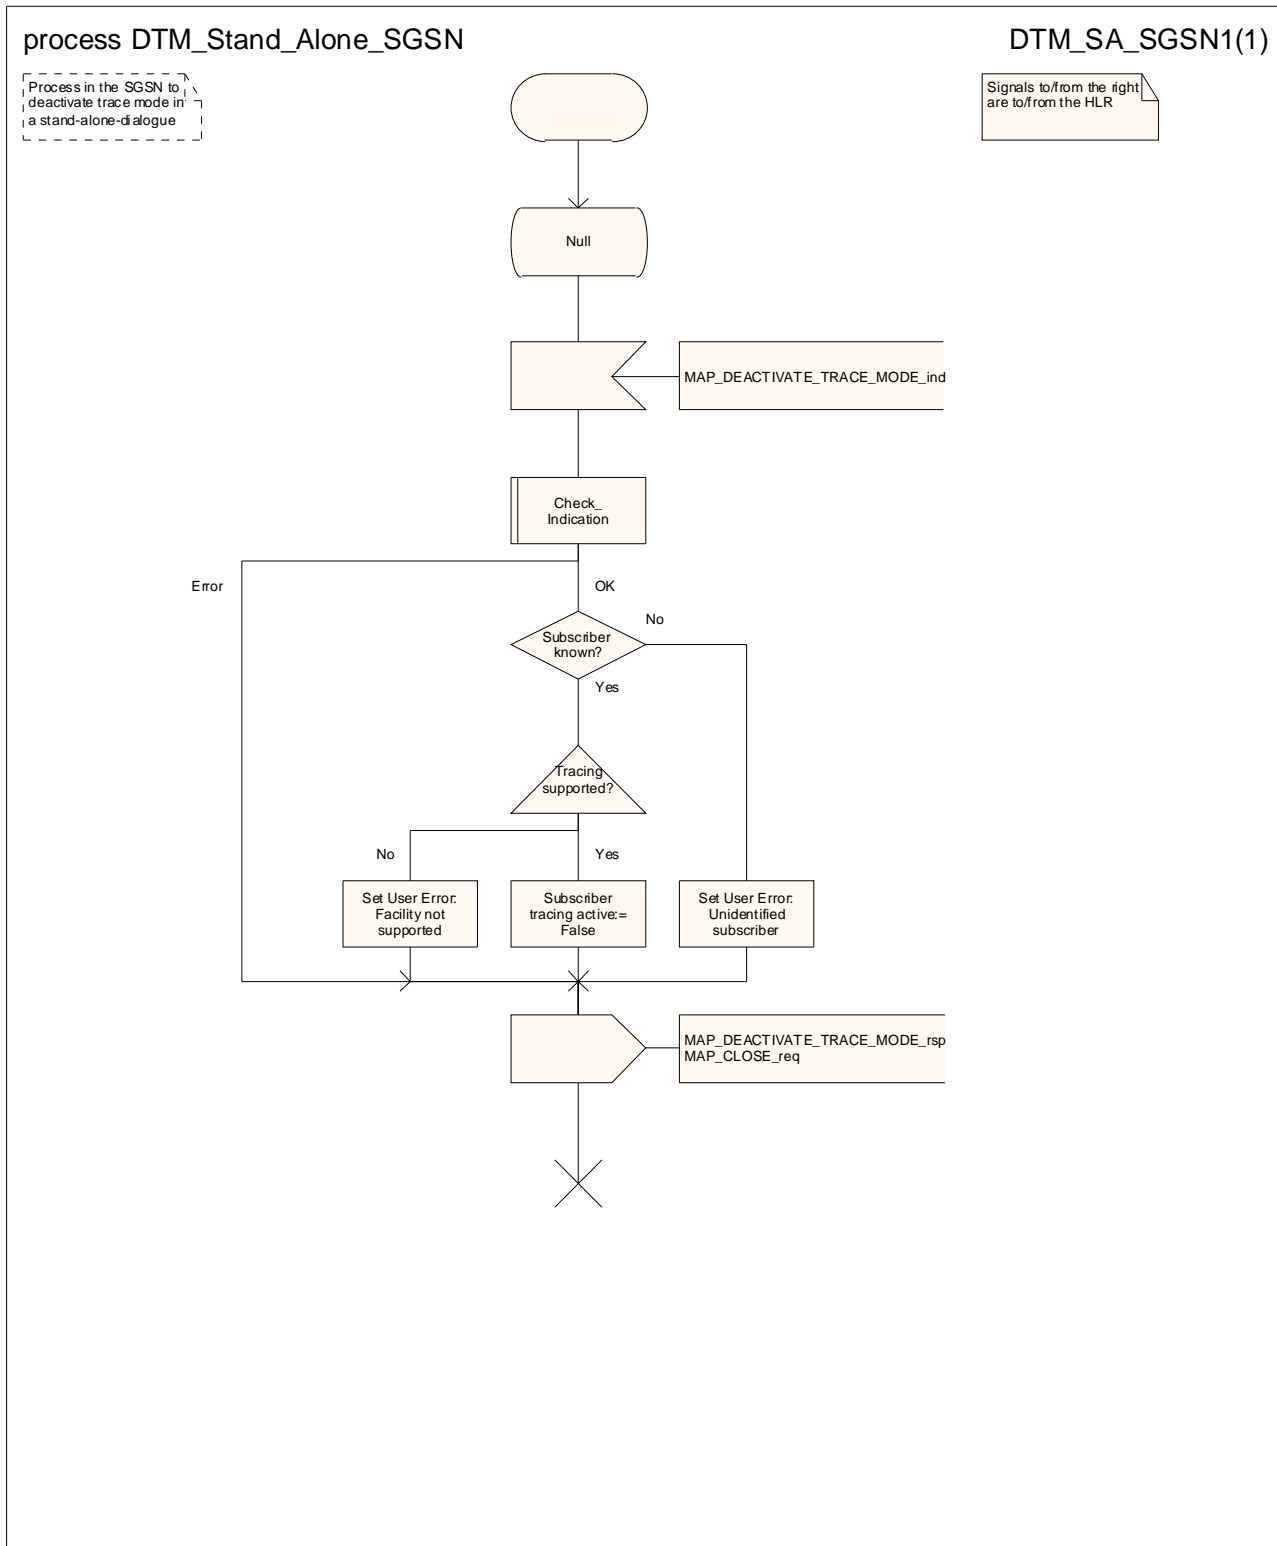 process DTM_Stand_Alone_SGSN
DTM_SA_SGSN1(1)
Process in the SGSN to
deactivate trace mode in
a stand-alone-dialogue
Signals to/from the right
are to/from the HLR
Null
MAP_DEACTIVATE_TRACE_MODE_ind
Check_
Indication
Error
OK
No
Subscriber
known?
Yes
Tracing
supported?
No
Yes
Set User Error:
Facility not
supported
Subscriber
tracing active:=
False
Set User Error:
Unidentified
subscriber
MAP_DEACTIVATE_TRACE_MODE_rsp
MAP_CLOSE_req